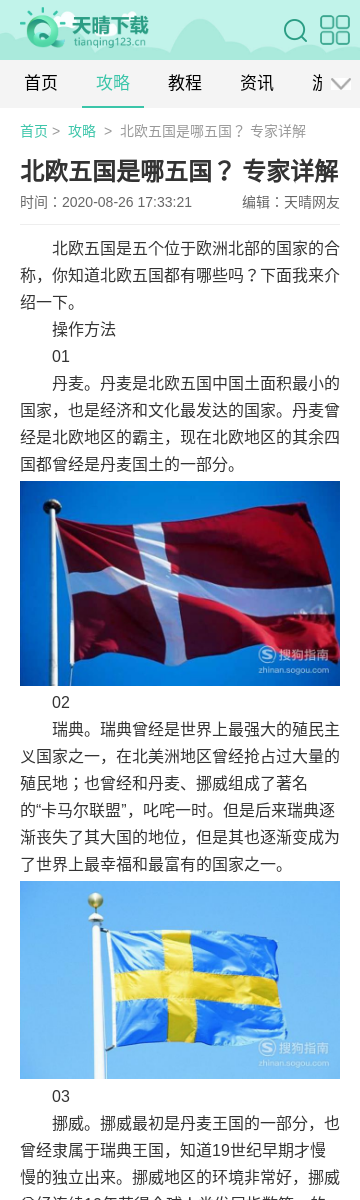 天晴下载
tianqing123.cn
首页 攻略 教程 资讯
首页 > 攻略 > 北欧五国是哪五国？ 专家详解
北欧五国是哪五国？ 专家详解
时间：2020-08-26 17:33:21 编辑：天晴网友
北欧五国是五个位于欧洲北部的国家的合
称，你知道北欧五国都有哪些吗？下面我来介
绍一下。
操作方法
01
丹麦。丹麦是北欧五国中国土面积最小的
国家，也是经济和文化最发达的国家。丹麦曾
经是北欧地区的霸主，现在北欧地区的其余四
国都曾经是丹麦国土的一部分。
搜狗指南
zhinan.sogou.com
02
瑞典。瑞典曾经是世界上最强大的殖民主
义国家之一，在北美洲地区曾经抢占过大量的
殖民地；也曾经和丹麦、挪威组成了著名
的“卡马尔联盟”，叱咤一时。但是后来瑞典逐
渐丧失了其大国的地位，但是其也逐渐变成为
了世界上最幸福和最富有的国家之一。
搜狗指南
zhinan.sogou.com
03
挪威。挪威最初是丹麦王国的一部分，也
曾经隶属于瑞典王国，知道19世纪早期才慢
慢的独立出来。挪威地区的环境非常好，挪威